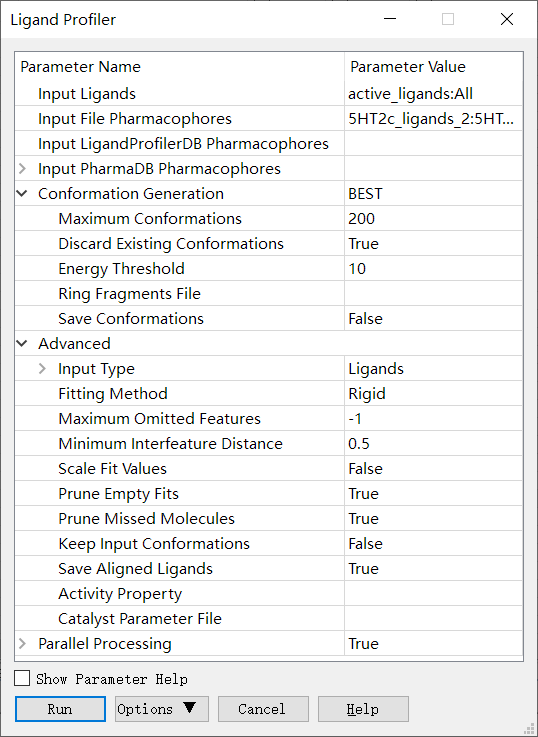 Ligand Profiler
Parameter Name Parameter Value
Input Ligands active_ligands:All
Input File Pharmacophores 5HT2c_ligands_2:5HT...
Input LigandProfilerDB Pharmacophores
Input PharmaDB Pharmacophores
Conformation Generation BEST
Maximum Conformations 200
Discard Existing Conformations True
Energy Threshold 10
Ring Fragments File
Save Conformations False
Advanced
Input Type Ligands
Fitting Method Rigid
Maximum Omitted Features -1
Minimum Interfeature Distance 0.5
Scale Fit Values False
Prune Empty Fits True
Prune Missed Molecules True
Keep Input Conformations False
Save Aligned Ligands True
Activity Property
Catalyst Parameter File
Parallel Processing True
Show Parameter Help
Run Options ▼ Cancel Help